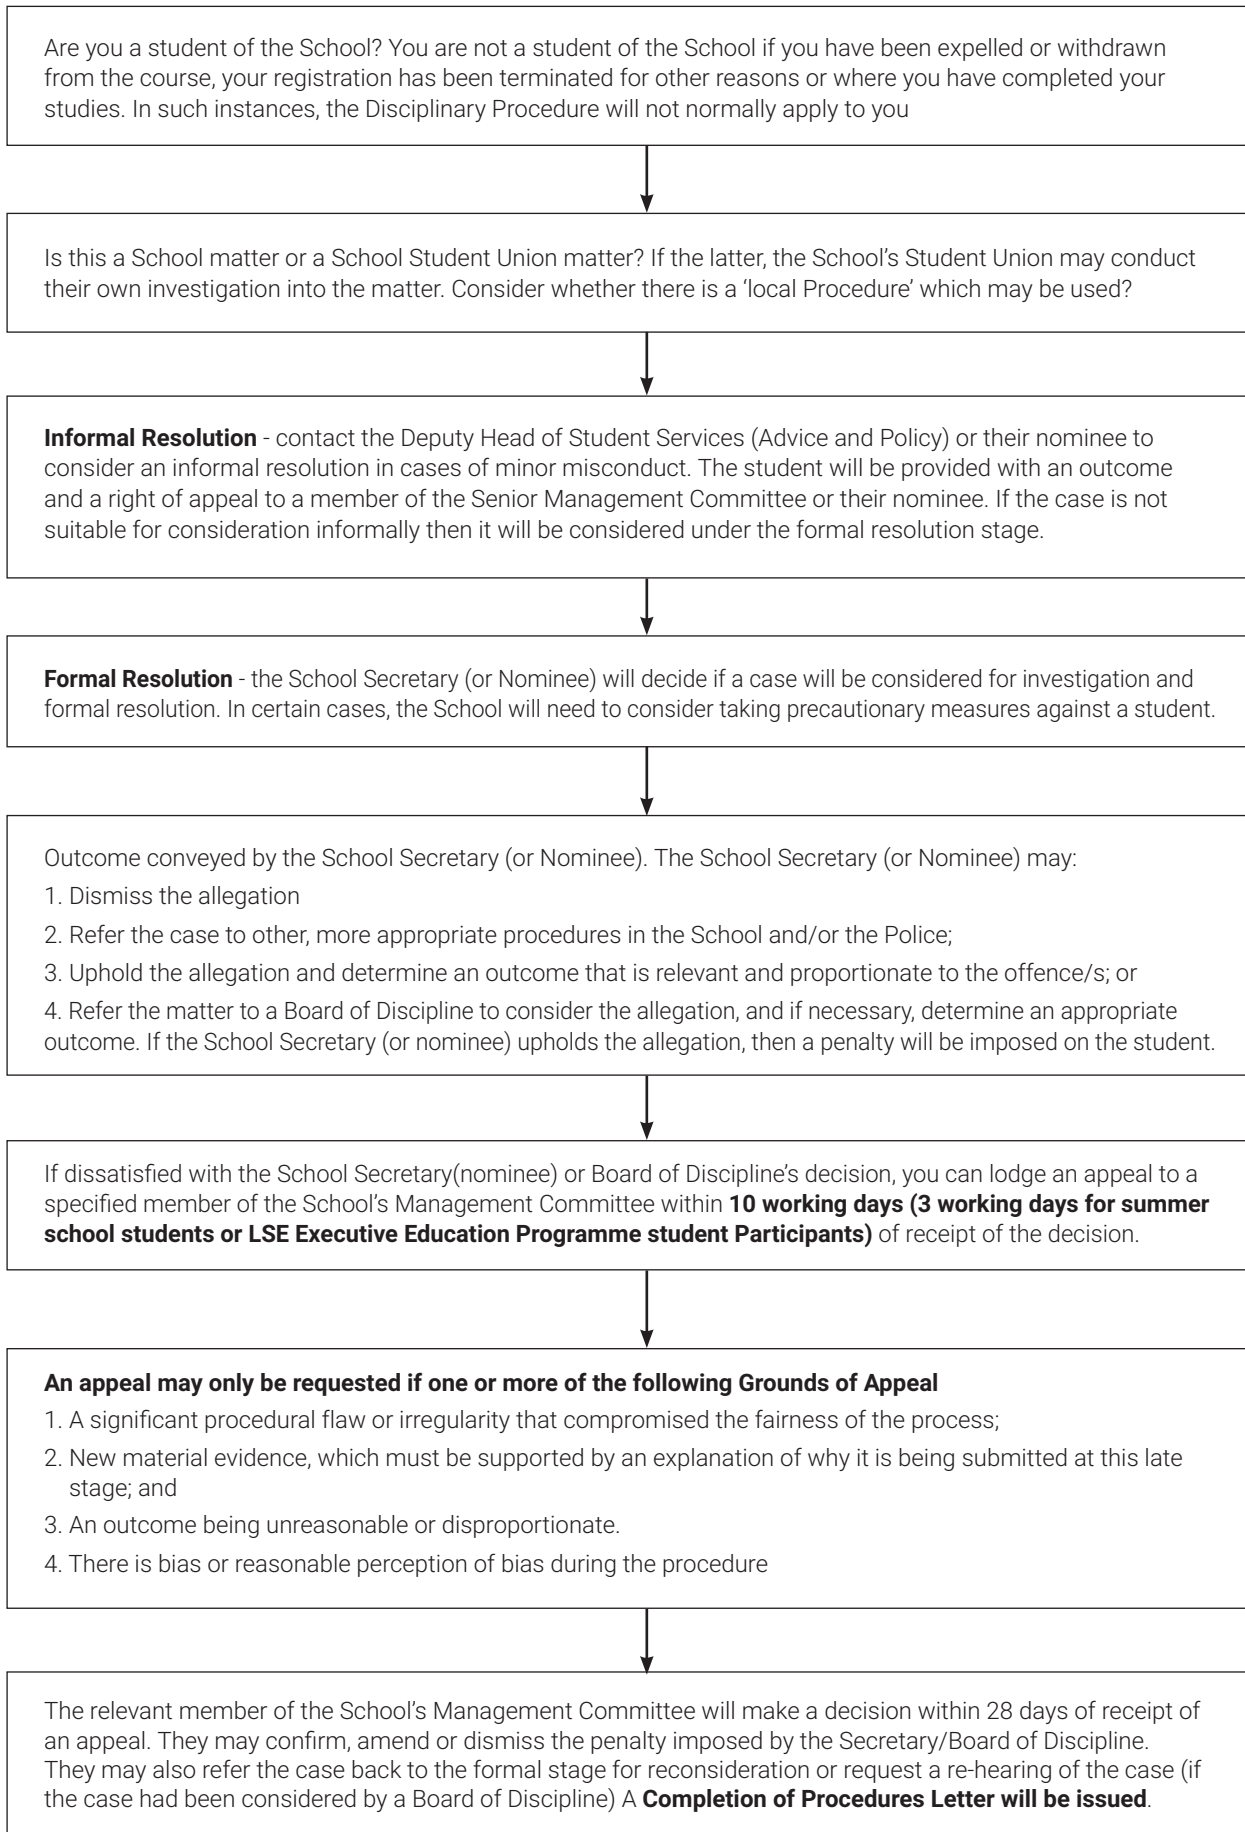 Are you a student of the School? You are not a student of the School if you have been expelled or withdrawn
from the course, your registration has been terminated for other reasons or where you have completed your
studies. In such instances, the Disciplinary Procedure will not normally apply to you
Is this a School matter or a School Student Union matter? If the latter, the School's Student Union may conduct
their own investigation into the matter. Consider whether there is a ‘local Procedure’ which may be used?
Informal Resolution - contact the Deputy Head of Student Services (Advice and Policy) or their nominee to
consider an informal resolution in cases of minor misconduct. The student will be provided with an outcome
and a right of appeal to a member of the Senior Management Committee or their nominee. If the case is not
suitable for consideration informally then it will be considered under the formal resolution stage.
Formal Resolution - the School Secretary (or Nominee) will decide if a case will be considered for investigation and
formal resolution. In certain cases, the School will need to consider taking precautionary measures against a student.
Outcome conveyed by the School Secretary (or Nominee). The School Secretary (or Nominee) may:
1. Dismiss the allegation
2. Refer the case to other, more appropriate procedures in the School and/or the Police;
3. Uphold the allegation and determine an outcome that is relevant and proportionate to the offence/s; or
4. Refer the matter to a Board of Discipline to consider the allegation, and if necessary, determine an appropriate
outcome. If the School Secretary (or nominee) upholds the allegation, then a penalty will be imposed on the student.
If dissatisfied with the School Secretary(nominee) or Board of Discipline's decision, you can lodge an appeal to a
specified member of the School's Management Committee within 10 working days (3 working days for summer
school students or LSE Executive Education Programme student Participants) of receipt of the decision.
An appeal may only be requested if one or more of the following Grounds of Appeal
1. A significant procedural flaw or irregularity that compromised the fairness of the process;
2. New material evidence, which must be supported by an explanation of why it is being submitted at this late
stage; and
3. An outcome being unreasonable or disproportionate.
4. There is bias or reasonable perception of bias during the procedure
The relevant member of the School's Management Committee will make a decision within 28 days of receipt of
an appeal. They may confirm, amend or dismiss the penalty imposed by the Secretary/Board of Discipline.
They may also refer the case back to the formal stage for reconsideration or request a re-hearing of the case (if
the case had been considered by a Board of Discipline) A Completion of Procedures Letter will be issued.